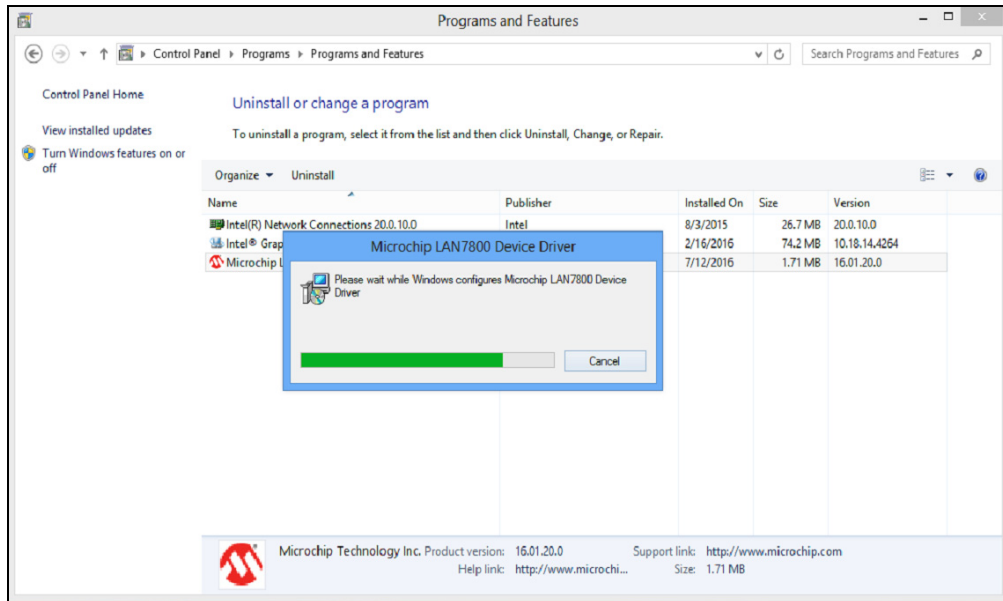 Programs and Features
Control Panel Programs Programs and Features
Search Programs and Features
Control Panel Home
View installed updates
Turn Windows features on or
off
Uninstall or change a program
To uninstall a program, select it from the list and then click Uninstall, Change, or Repair.
Organize Uninstall
Name Publisher Installed On Size Version
Intel(R) Network Connections 20.0.10.0 Intel 8/3/2015 26.7 MB 20.0.10.0
Intel® Grap 2/16/2016 74.2 MB 10.18.14.4264
Microchip L 7/12/2016 1.71 MB 16.01.20.0
Microchip LAN7800 Device Driver
Please wait while Windows configures Microchip LAN7800 Device
Driver
Cancel
Microchip Technology Inc. Product version: 16.01.20.0 Support link: http://www.microchip.com
Help link: http://www.microchi... Size: 1.71 MB